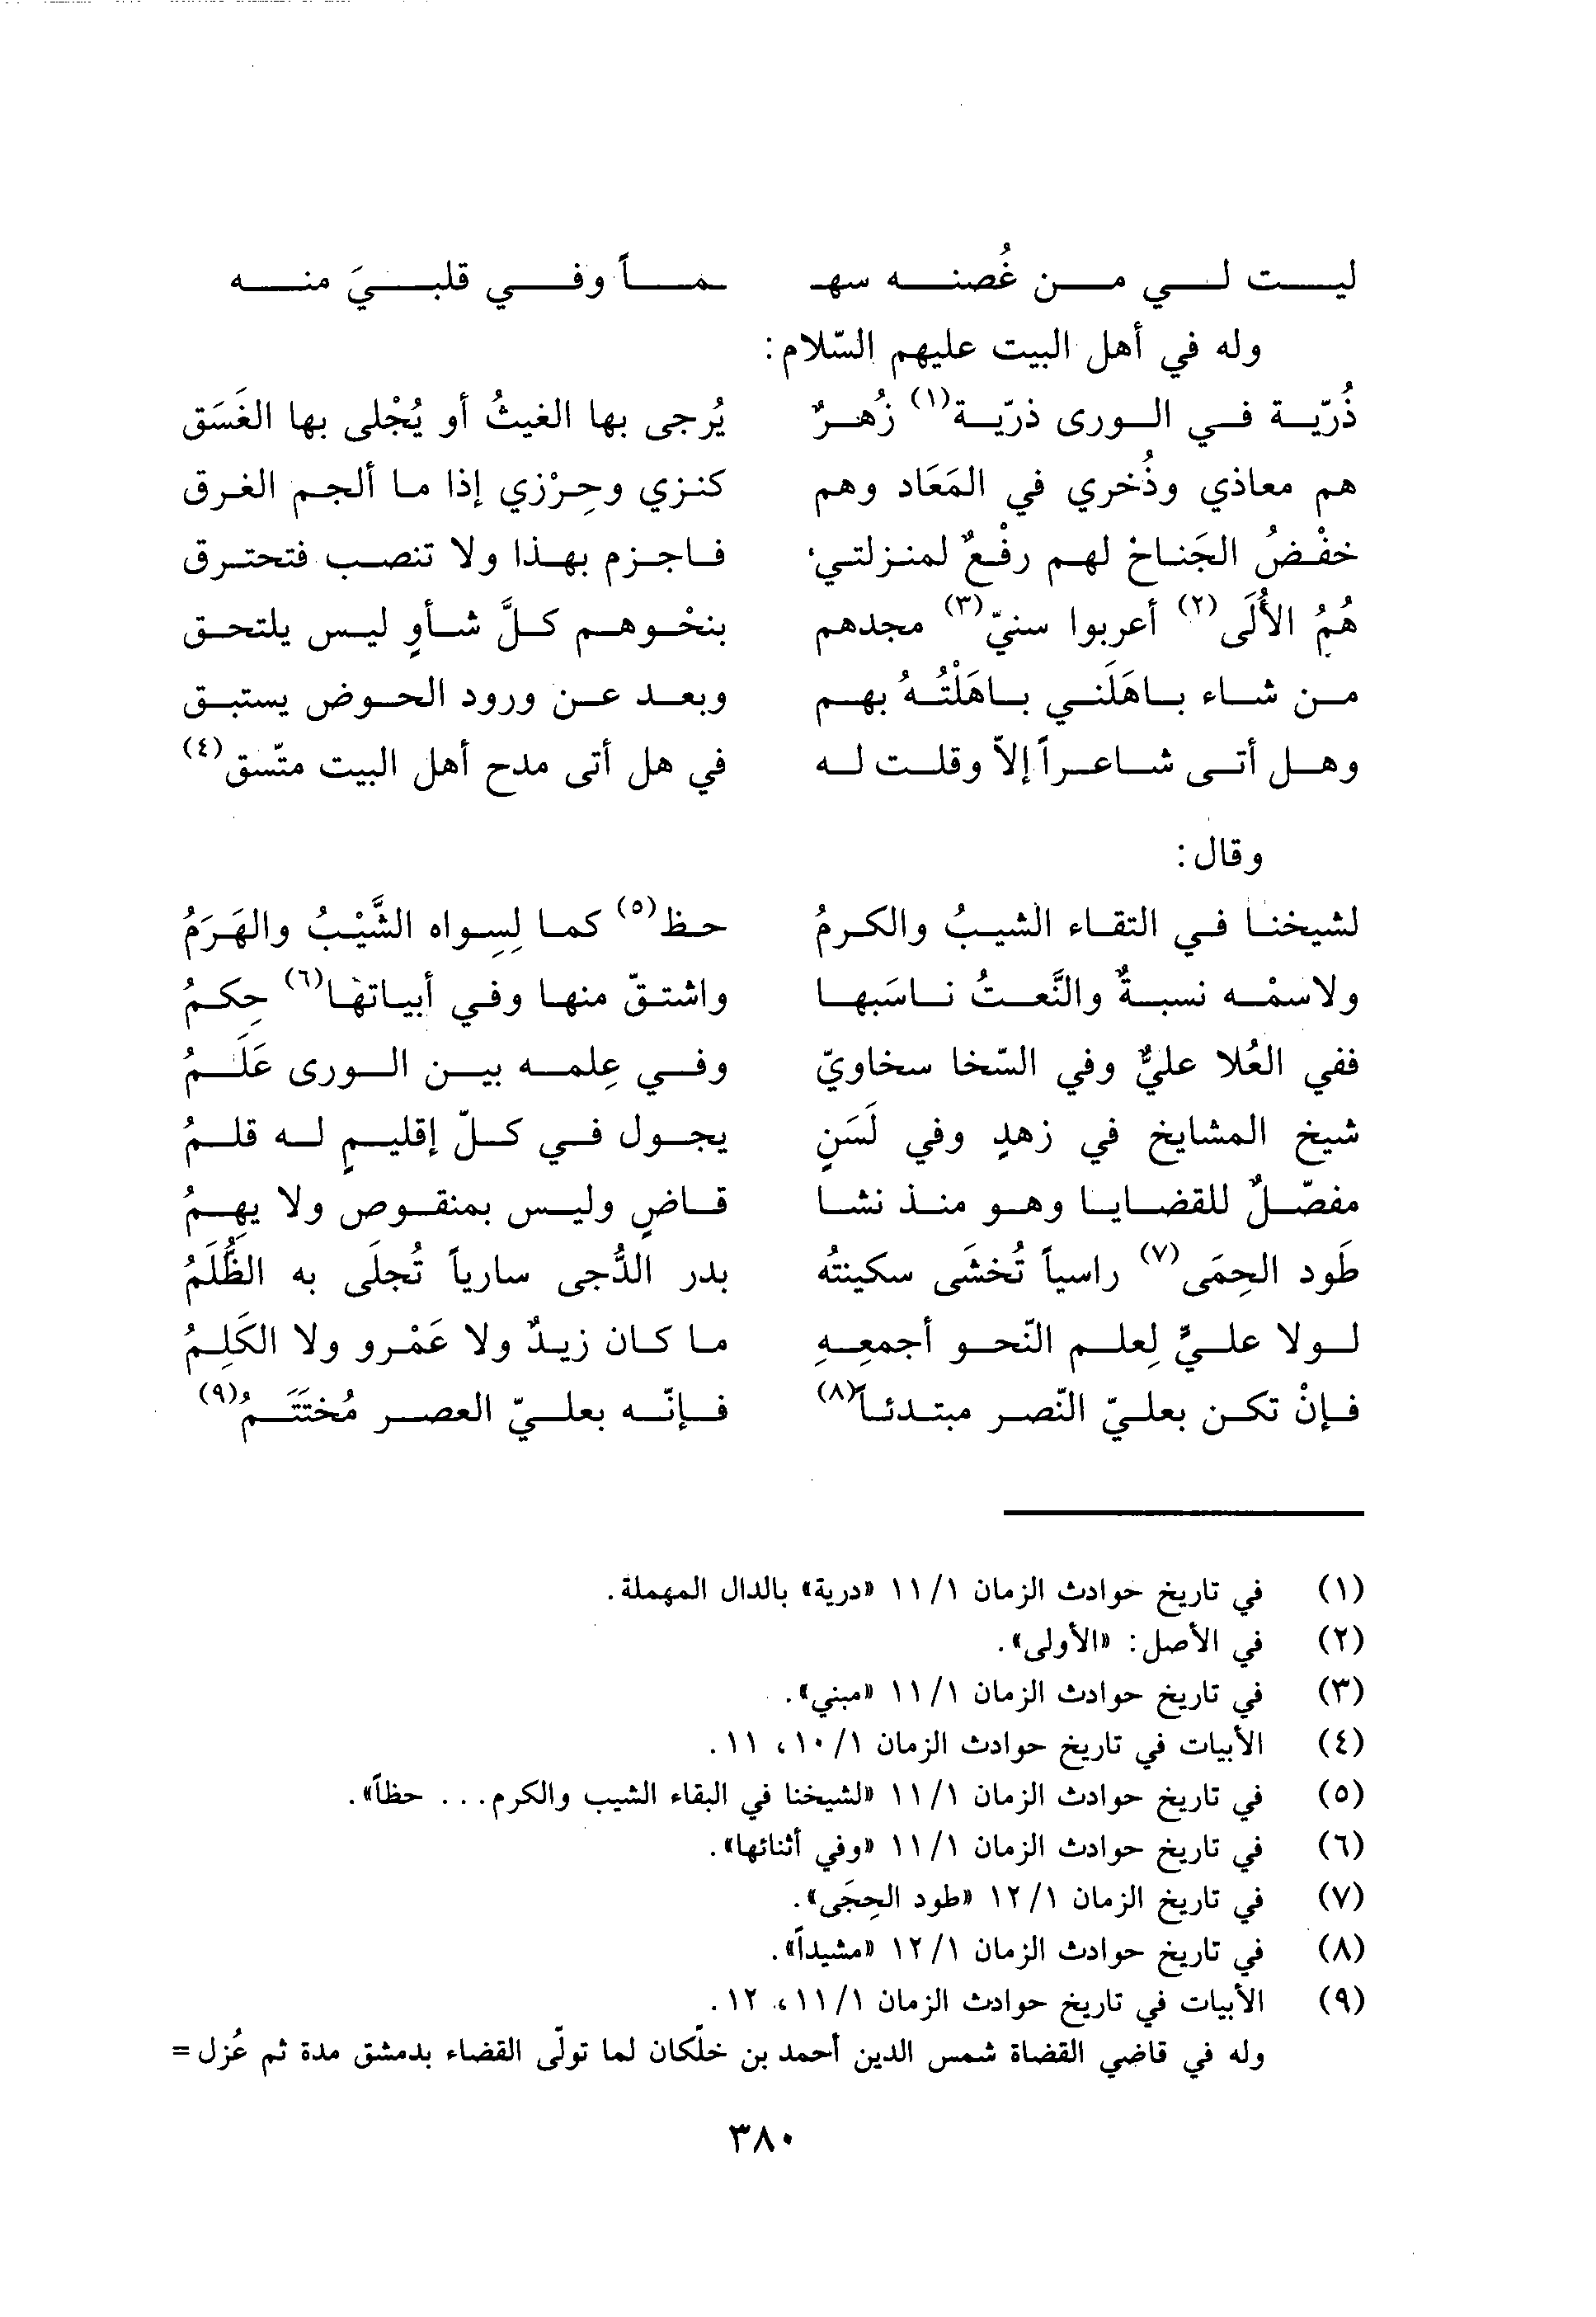 ليت لي من غُصنه سهـ ـماً وفي قلبيَ منه
وله في أهل البيت عليهم السّلام:
ذُرّية في الورى ذرّية(١) زُهرٌ يُرجى بها الغيثُ أو يُجْلى بها الغَسَق
هم معاذي وذُخري في المَعَاد وهم كنزي وحِرْزي إذا ما ألجم الغرق
خفْضُ الجَناحْ لهم رفْعٌ لمنزلتي فاجزم بهذا ولا تنصب فتحترق
هُمُ الأُلَى(٢) أعربوا سنيّ(٣) مجدهم بنحْوهم كلَّ شأوٍ ليس يلتحق
من شاء باهَلَني باهَلْتُهُ بهم وبعد عن ورود الحوض يستبق
وهل أتى شاعراً إلاّ وقلت له في هل أتى مدح أهل البيت متّسق(٤)
وقال:
لشيخنا في التقاء الشيبُ والكرمُ حظ(٥) كما لِسِواه الشَّيْبُ والهَرَمُ
ولاسمْه نسبةٌ والنَّعتُ ناسَبها واشتقّ منها وفي أبياتها(٦) حِكمُ
ففي العُلا عليٌّ وفي السّخا سخاويّ وفي عِلمه بين الورى عَلَمُ
شيخ المشايخ في زهدٍ وفي لَسَنٍ يجول في كلّ إقليمٍ له قلمُ
مفصّلٌ للقضايا وهو منذ نشا قاضٍ وليس بمنقوص ولا يهِمُ
طَود الحِمَى(٧) راسياً تُخشَى سكينتُه بدر الدُّجى سارياً تُجلَى به الظُّلَمُ
لولا عليٌّ لِعلم النّحو أجمعِهِ ما كان زيدٌ ولا عَمْرو ولا الكَلِمُ
فإنْ تكن بعليّ النّصر مبتدئاً(٨) فإنّه بعليّ العصر مُختَتَمُ(٩)
(١) في تاريخ حوادث الزمان ١/ ١١ «درية» بالدال المهملة.
(٢) في الأصل: «الأولى».
(٣) في تاريخ حوادث الزمان ١/ ١١ «مبني».
(٤) الأبيات في تاريخ حوادث الزمان ١/ ١٠، ١١.
(٥) في تاريخ حوادث الزمان ١/ ١١ «لشيخنا في البقاء الشيب والكرم... حظاً».
(٦) في تاريخ حوادث الزمان ١/ ١١ «وفي أثنائها».
(٧) في تاريخ الزمان ١/ ١٢ «طود الحِجَى».
(٨) في تاريخ حوادث الزمان ١/ ١٢ «مشيداً».
(٩) الأبيات في تاريخ حوادث الزمان ١/ ١١، ١٢.
وله في قاضي القضاة شمس الدين أحمد بن خلّكان لما تولّى القضاء بدمشق مدة ثم عُزل =
٣٨٠